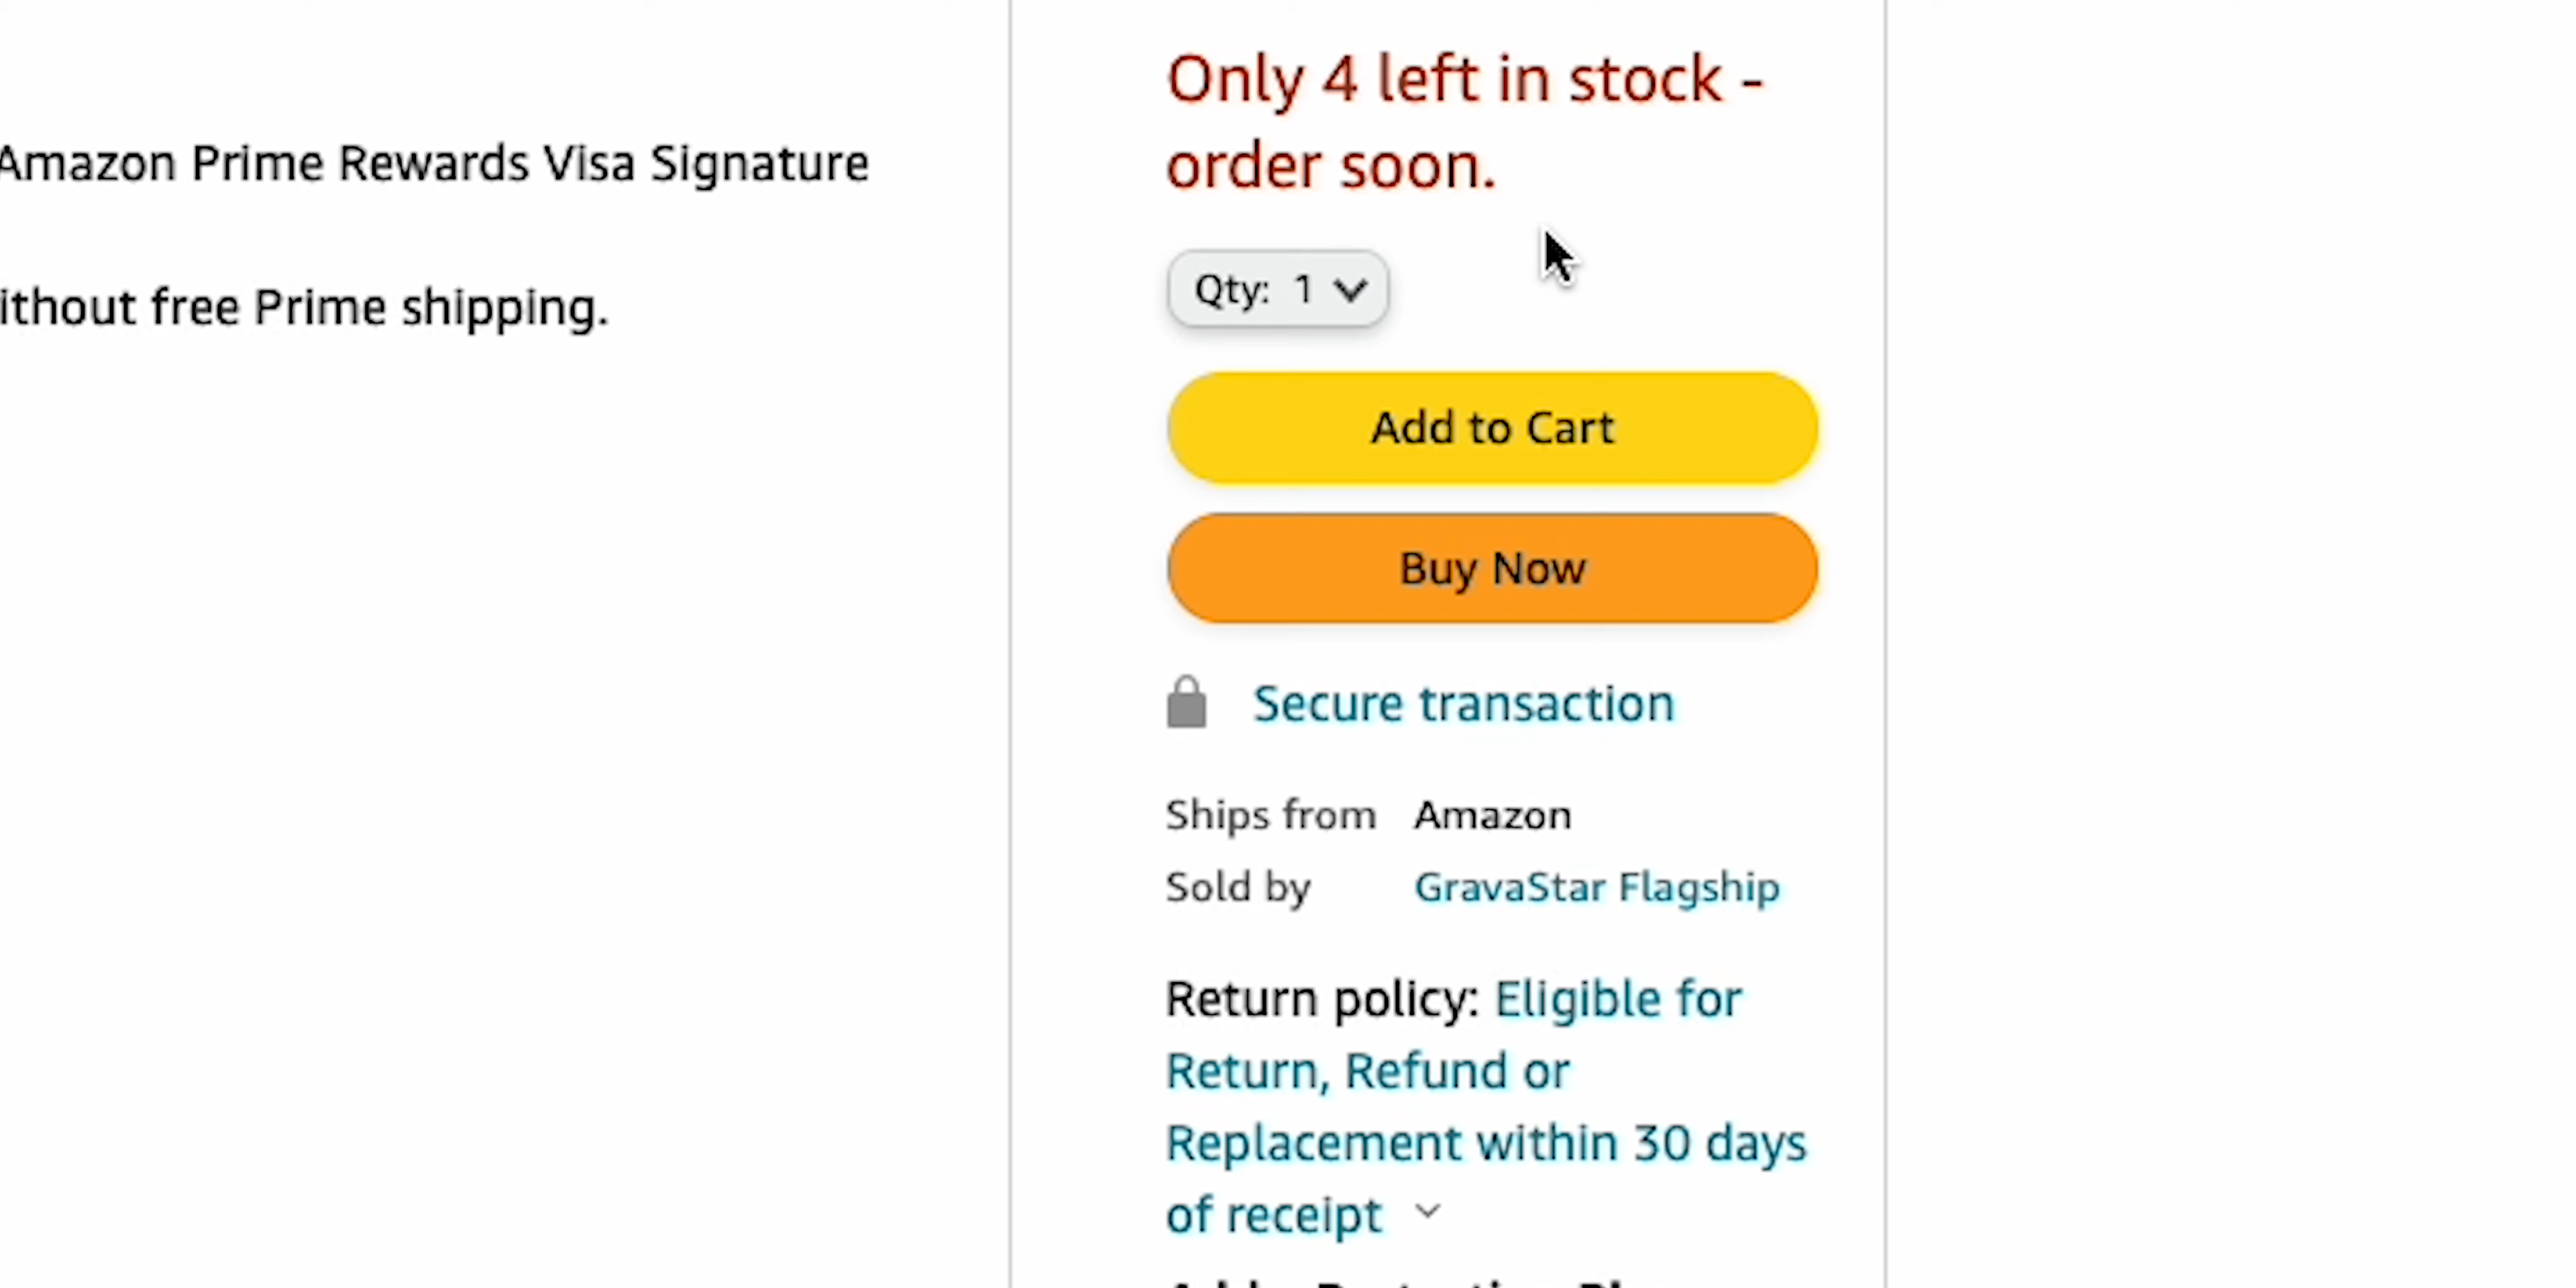 Amazon Prime Rewards Visa Signature
ithout free Prime shipping.
Only 4 left in stock -
order soon.
Qty: 1
Add to Cart
Buy Now
Secure transaction
Ships from Amazon
Sold by GravaStar Flagship
Return policy: Eligible for
Return, Refund or
Replacement within 30 days
of receipt